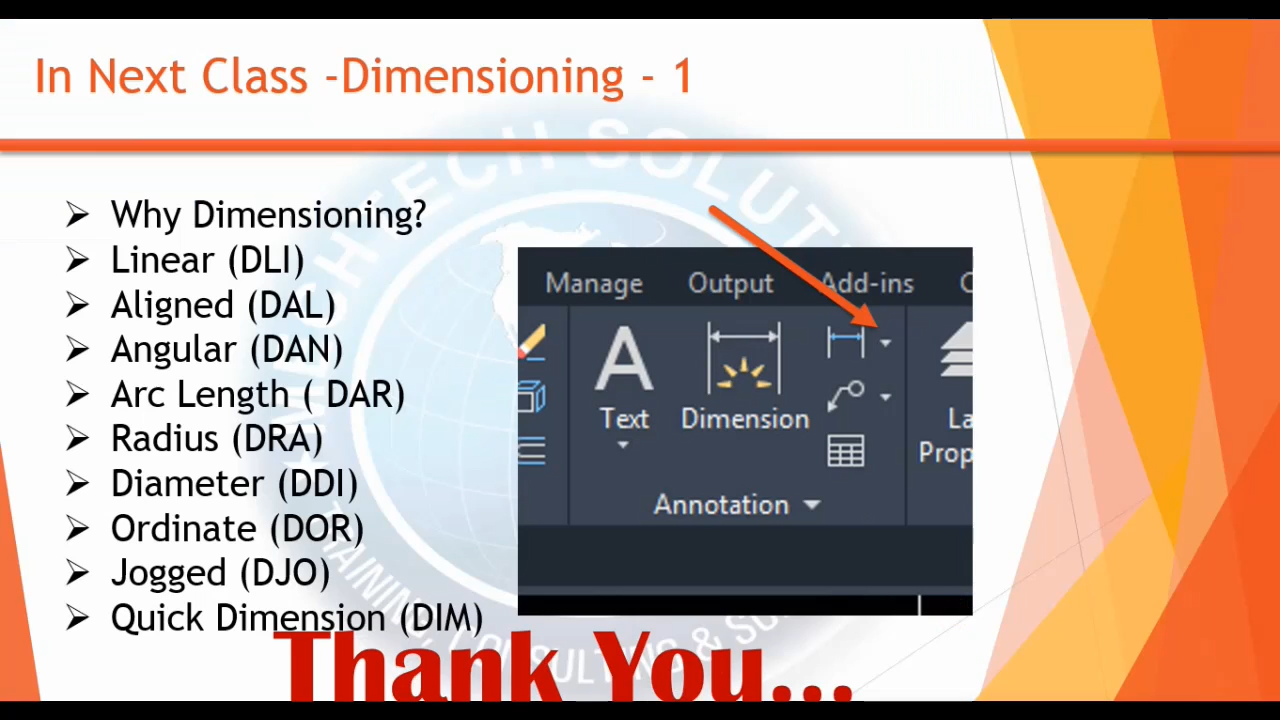 In Next Class -Dimensioning - 1
Why Dimensioning?
Linear (DLI)
Aligned (DAL)
Angular (DAN)
Arc Length ( DAR)
Radius (DRA)
Diameter (DDI)
Ordinate (DOR)
Jogged (DJO)
Quick Dimension (DIM)
Manage Output Add-ins
Text
Dimension
La
Prop
Annotation
Thank You...